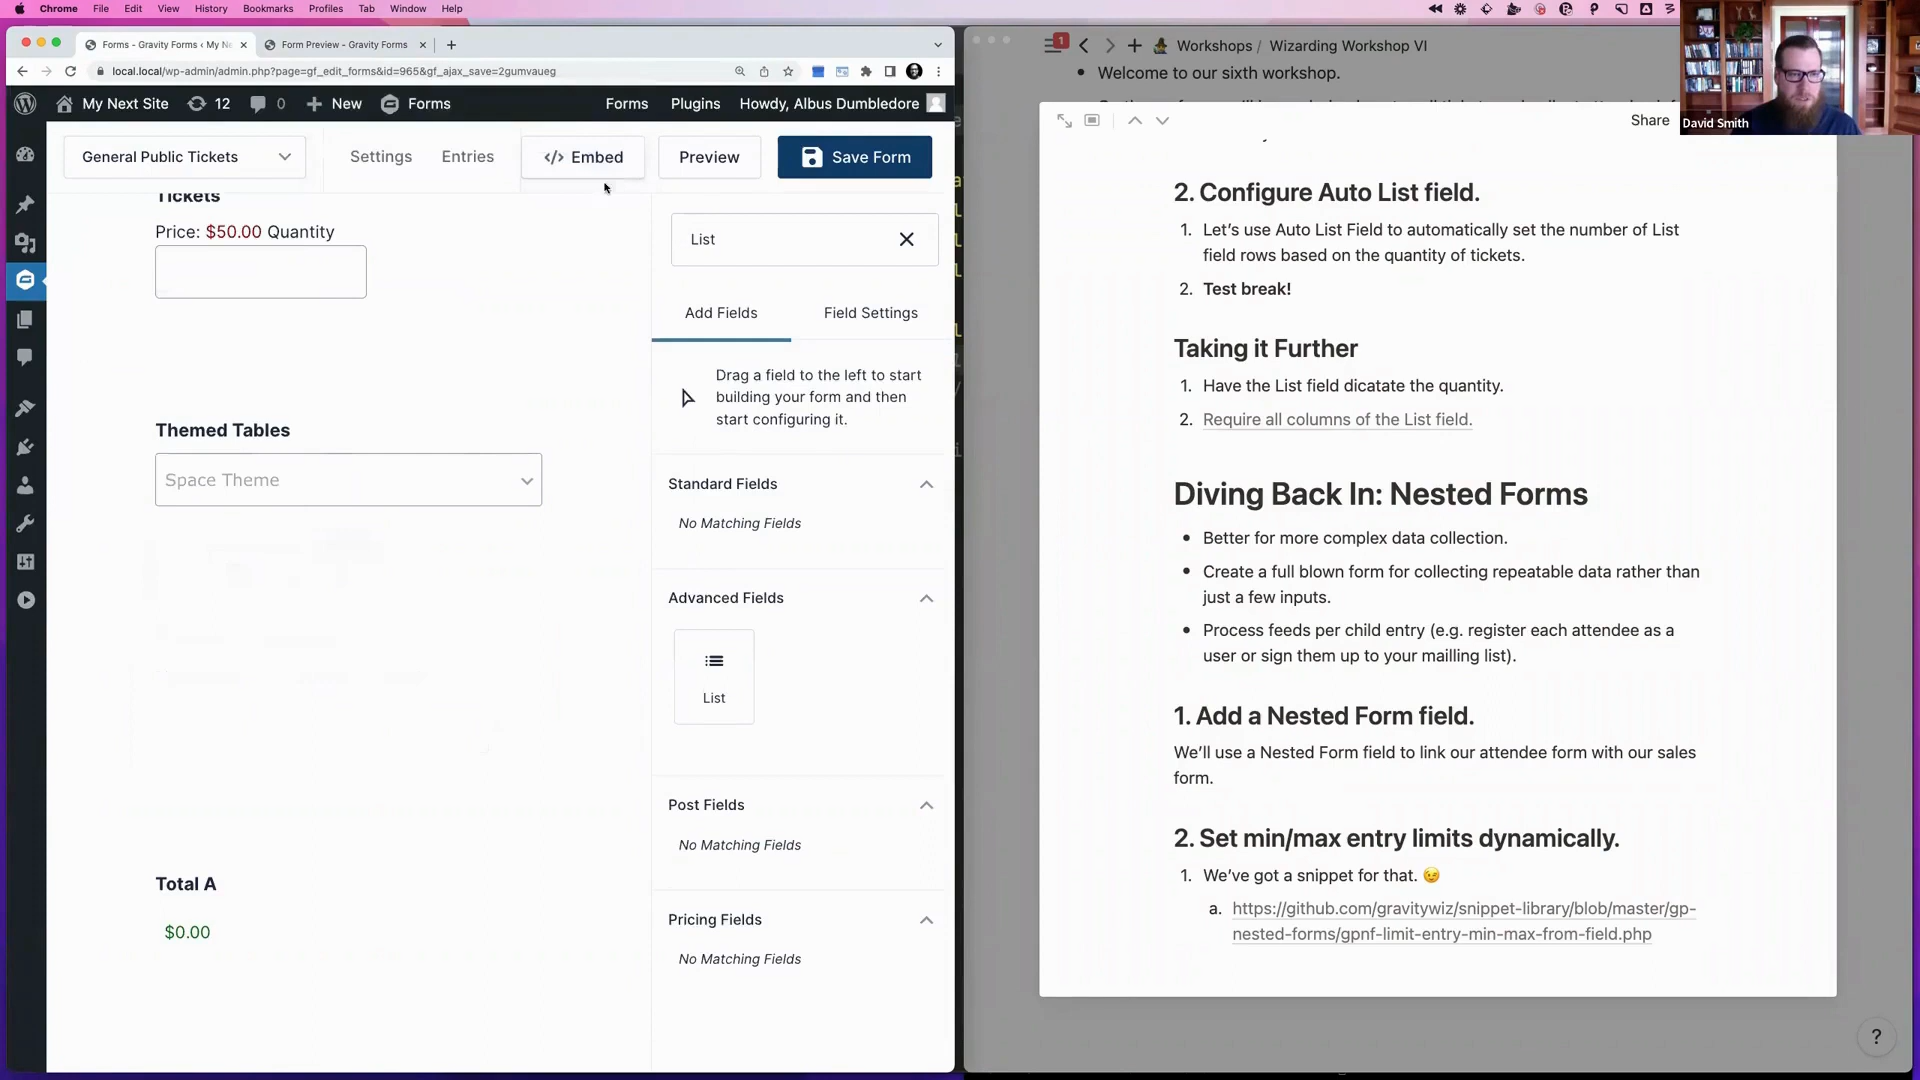 Chrome File Edit View History Bookmarks Profiles Tab Window Help
Forms - Gravity Forms ‹ My Ne
Form Preview - Gravity Forms
local.local/wp-admin/admin.php?page=gf_edit_forms&id=965&gf_ajax_save=2gumvaueg
My Next Site 12 0 New Forms Forms Plugins Howdy, Albus Dumbledore
General Public Tickets Settings Entries Embed Preview Save Form
Tickets
Price: $50.00 Quantity
Themed Tables
Space Theme
Total A
$0.00
List
Add Fields Field Settings
Drag a field to the left to start
building your form and then
start configuring it.
Standard Fields
No Matching Fields
Advanced Fields
List
Post Fields
No Matching Fields
Pricing Fields
No Matching Fields
1
Workshops / Wizarding Workshop VI
Welcome to our sixth workshop.
Share
David Smith
2. Configure Auto List field.
1. Let's use Auto List Field to automatically set the number of List
field rows based on the quantity of tickets.
2. Test break!
Taking it Further
1. Have the List field dicatate the quantity.
2. Require all columns of the List field.
Diving Back In: Nested Forms
• Better for more complex data collection.
• Create a full blown form for collecting repeatable data rather than
just a few inputs.
• Process feeds per child entry (e.g. register each attendee as a
user or sign them up to your mailling list).
1. Add a Nested Form field.
We'll use a Nested Form field to link our attendee form with our sales
form.
2. Set min/max entry limits dynamically.
1. We've got a snippet for that. 😉
a. https://github.com/gravitywiz/snippet-library/blob/master/gp-
nested-forms/gpnf-limit-entry-min-max-from-field.php
?